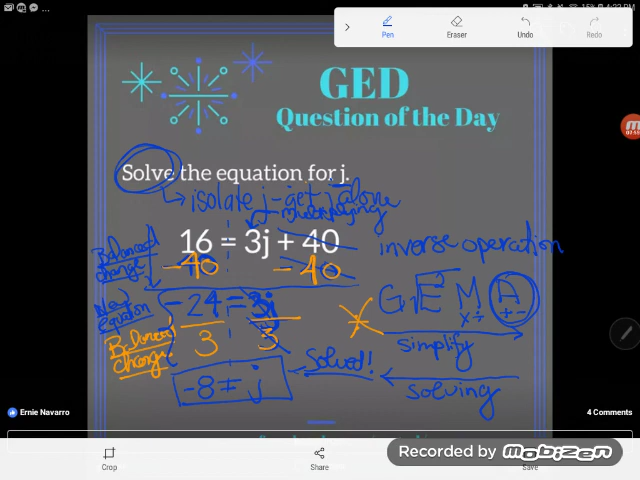 Pen
Eraser
Undo
Redo
GED
Question of the Day
Solve the equation for j.
isolate j - get j alone
multiplying
16 = 3j + 40
inverse operation
Balanced change
-40 -40
New equation
-24 = 3j
GEMA
x ÷ + -
Balanced change
3 3
simplify
Solved!
-8 = j
solving
Ernie Navarro
4 Comments
Recorded by mobizen
Crop
Share
Save